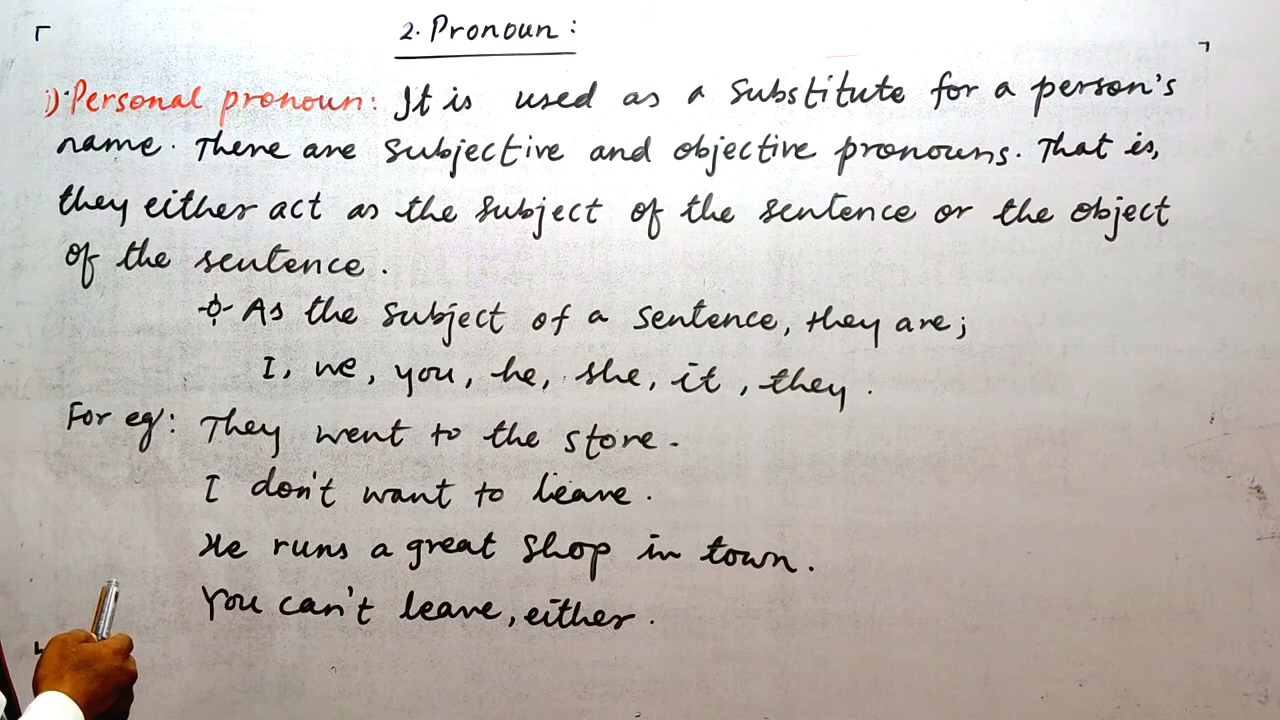 2. Pronoun:
i) Personal pronoun: It is used as a substitute for a person's
name. There are subjective and objective pronouns. That is,
they either act as the subject of the sentence or the object
of the sentence.
As the subject of a sentence, they are;
I, we, you, he, she, it, they.
For eg: They went to the store.
I don't want to leave.
He runs a great shop in town.
You can't leave, either.